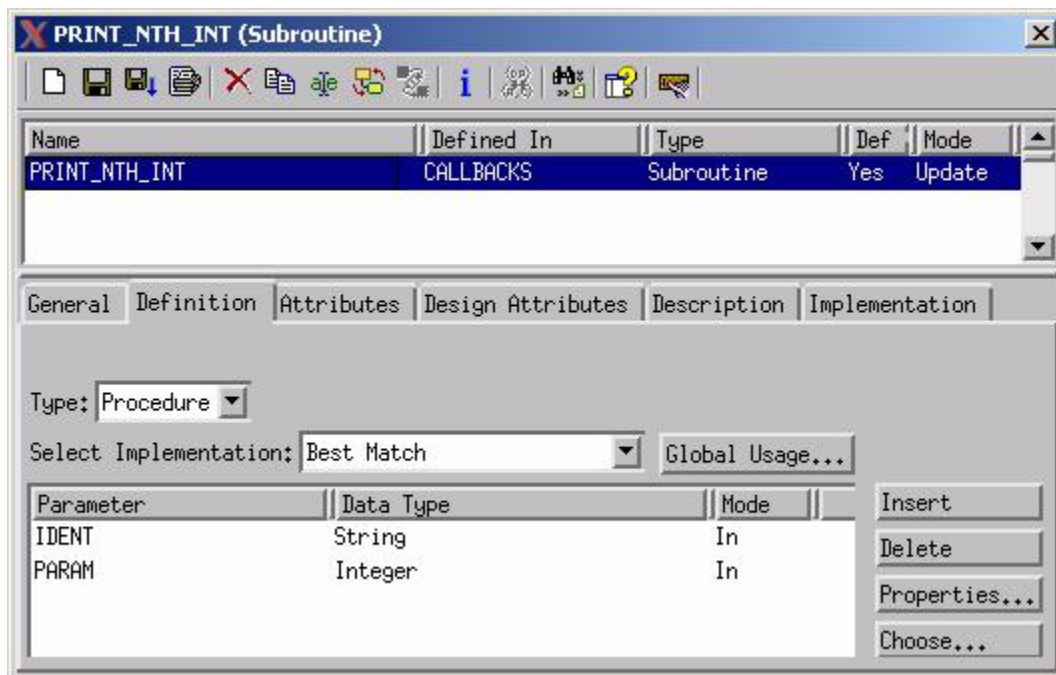 PRINT_NTH_INT (Subroutine)
Name Defined In Type Def Mode
PRINT_NTH_INT CALLBACKS Subroutine Yes Update
General Definition Attributes Design Attributes Description Implementation
Type: Procedure
Select Implementation: Best Match Global Usage...
Parameter Data Type Mode Insert
IDENT String In
Delete
PARAM Integer In
Properties...
Choose...